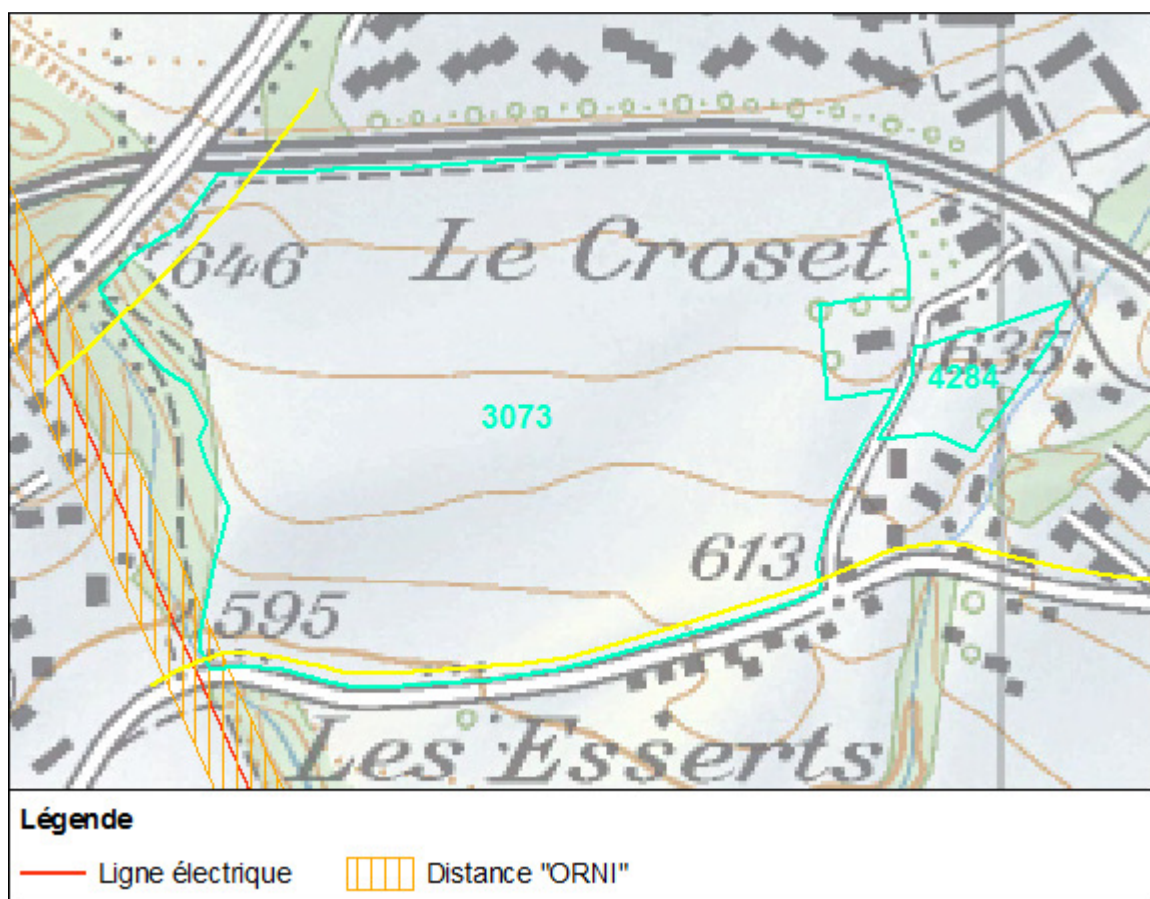 646
Le Croset
635
4284
3073
613
595
Les Esserts
Légende
Ligne électrique
Distance "ORNI"